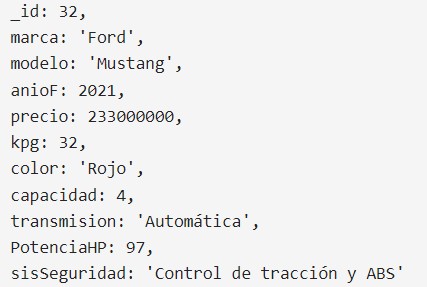 _id: 32,
marca: 'Ford',
modelo: 'Mustang',
anioF: 2021,
precio: 233000000,
kpg: 32,
color: 'Rojo',
capacidad: 4,
transmision: 'Automática',
PotenciaHP: 97,
sisSeguridad: 'Control de tracción y ABS'